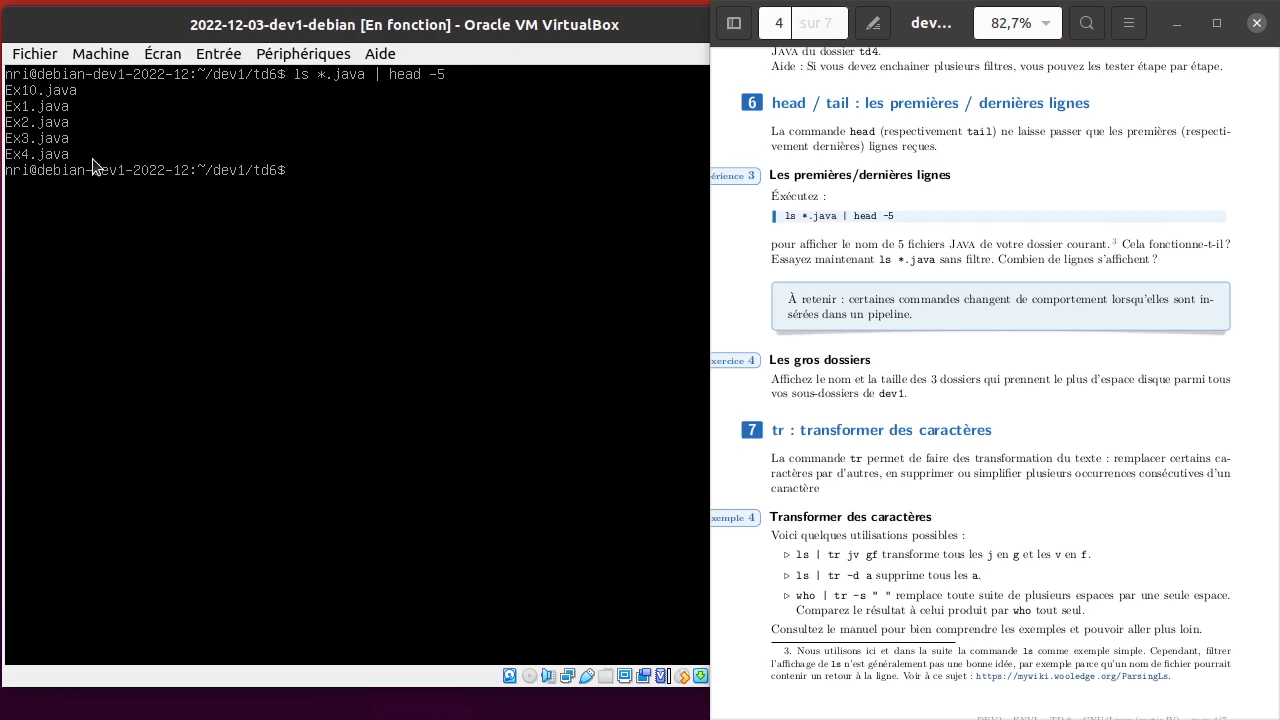 2022-12-03-dev1-debian [En fonction] - Oracle VM VirtualBox
Fichier Machine Écran Entrée Périphériques Aide
nri@debian-dev1-2022-12:~/dev1/td6$ ls *.java | head -5
Ex10.java
Ex1.java
Ex2.java
Ex3.java
Ex4.java
nri@debian-dev1-2022-12:~/dev1/td6$
4 sur 7 dev... 82,7%
JAVA du dossier td4.
Aide : Si vous devez enchainer plusieurs filtres, vous pouvez les tester étape par étape.
6 head / tail : les premières / dernières lignes
La commande head (respectivement tail) ne laisse passer que les premières (respecti-
vement dernières) lignes reçues.
périence 3 Les premières/dernières lignes
Éxécutez :
ls *.java | head -5
pour afficher le nom de 5 fichiers JAVA de votre dossier courant. 3 Cela fonctionne-t-il ?
Essayez maintenant ls *.java sans filtre. Combien de lignes s'affichent ?
À retenir : certaines commandes changent de comportement lorsqu'elles sont in-
sérées dans un pipeline.
xercice 4 Les gros dossiers
Affichez le nom et la taille des 3 dossiers qui prennent le plus d'espace disque parmi tous
vos sous-dossiers de dev1.
7 tr : transformer des caractères
La commande tr permet de faire des transformation du texte : remplacer certains ca-
ractères par d'autres, en supprimer ou simplifier plusieurs occurrences consécutives d'un
caractère
xemple 4 Transformer des caractères
Voici quelques utilisations possibles :
▷ ls | tr jv gf transforme tous les j en g et les v en f.
▷ ls | tr -d a supprime tous les a.
▷ who | tr -s " " remplace toute suite de plusieurs espaces par une seule espace.
Comparez le résultat à celui produit par who tout seul.
Consultez le manuel pour bien comprendre les exemples et pouvoir aller plus loin.
3. Nous utilisons ici et dans la suite la commande ls comme exemple simple. Cependant, filtrer
l'affichage de ls n'est généralement pas une bonne idée, par exemple parce qu'un nom de fichier pourrait
contenir un retour à la ligne. Voir à ce sujet : https://mywiki.wooledge.org/ParsingLs.